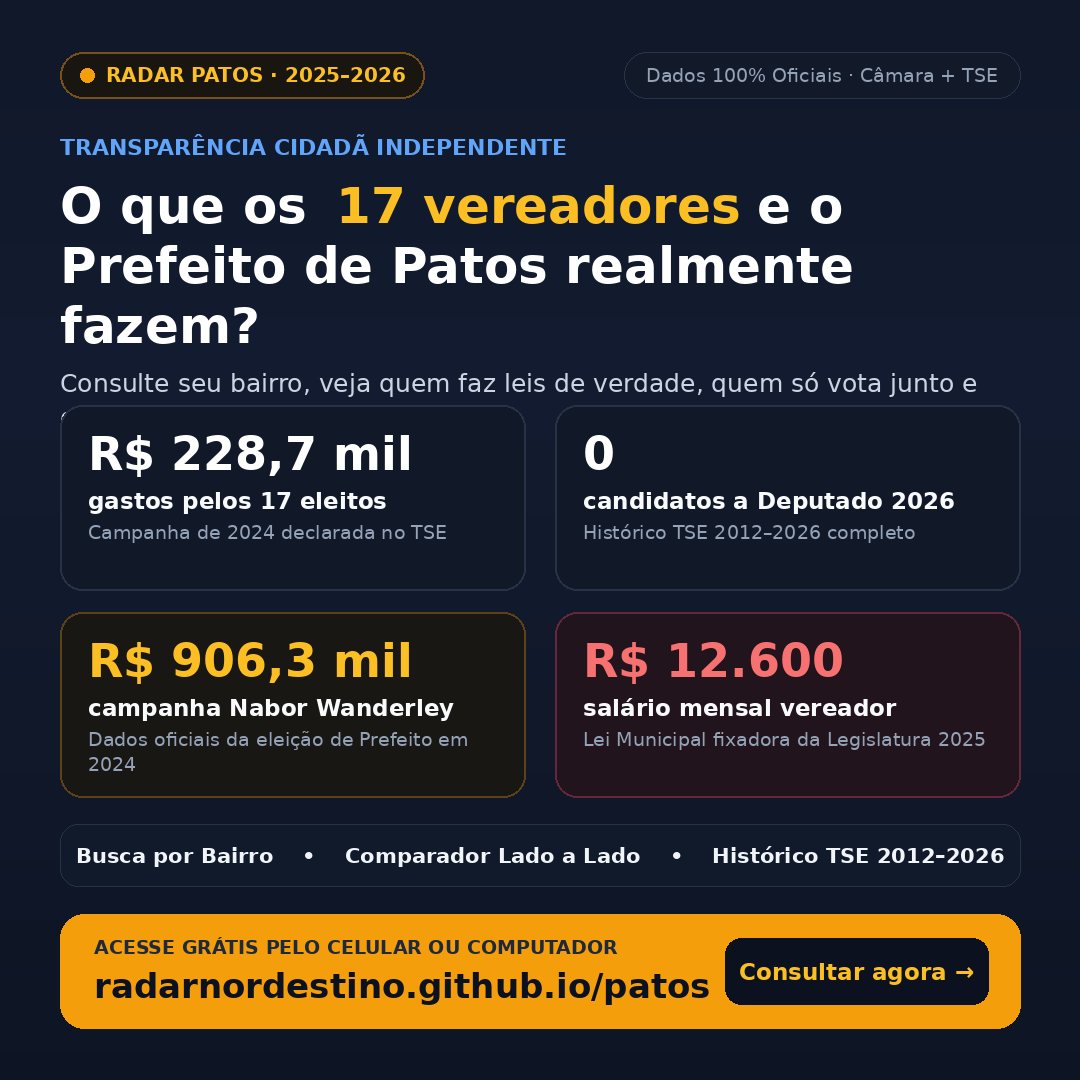 RADAR PATOS · 2025–2026
Dados 100% Oficiais · Câmara + TSE
TRANSPARÊNCIA CIDADÃ INDEPENDENTE
O que os 17 vereadores e o
Prefeito de Patos realmente
fazem?
Consulte seu bairro, veja quem faz leis de verdade, quem só vota junto e
R$ 228,7 mil
gastos pelos 17 eleitos
Campanha de 2024 declarada no TSE
0
candidatos a Deputado 2026
Histórico TSE 2012–2026 completo
R$ 906,3 mil
campanha Nabor Wanderley
Dados oficiais da eleição de Prefeito em
2024
R$ 12.600
salário mensal vereador
Lei Municipal fixadora da Legislatura 2025
Busca por Bairro • Comparador Lado a Lado • Histórico TSE 2012–2026
ACESSE GRÁTIS PELO CELULAR OU COMPUTADOR
radarnordestino.github.io/patos
Consultar agora →